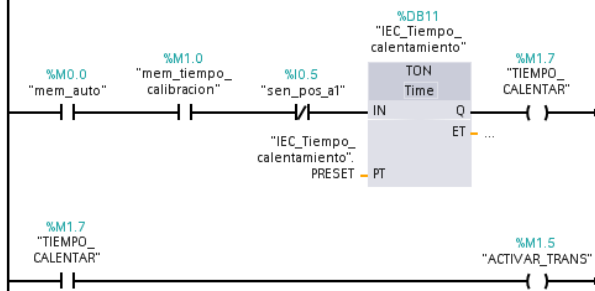 %DB11
"IEC_Tiempo_
calentamiento"
%M0.0
"mem_auto"
%M1.0
"mem_tiempo_
calibracion"
%I0.5
"sen_pos_a1"
TON
Time
%M1.7
"TIEMPO_
CALENTAR"
IN
Q
ET
...
"IEC_Tiempo_
calentamiento".
PRESET
PT
%M1.7
"TIEMPO_
CALENTAR"
%M1.5
"ACTIVAR_TRANS"